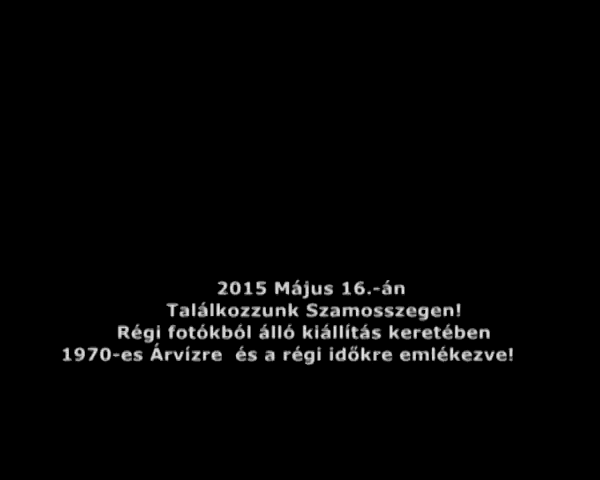 2015 Május 16.-án
Találkozzunk Szamosszegen!
Régi fotókból álló kiállítás keretében
1970-es Árvízre és a régi időkre emlékezve!